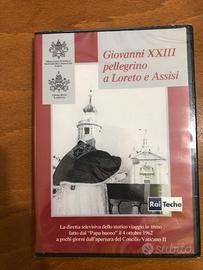 Giovanni XXIII
pellegrino
a Loreto e Assisi
Rai Teche
La diretta televisiva dello storico viaggio in treno
fatto dal "Papa buono" il 4 ottobre 1962
a pochi giorni dall'apertura del Concilio Vaticano II
subito